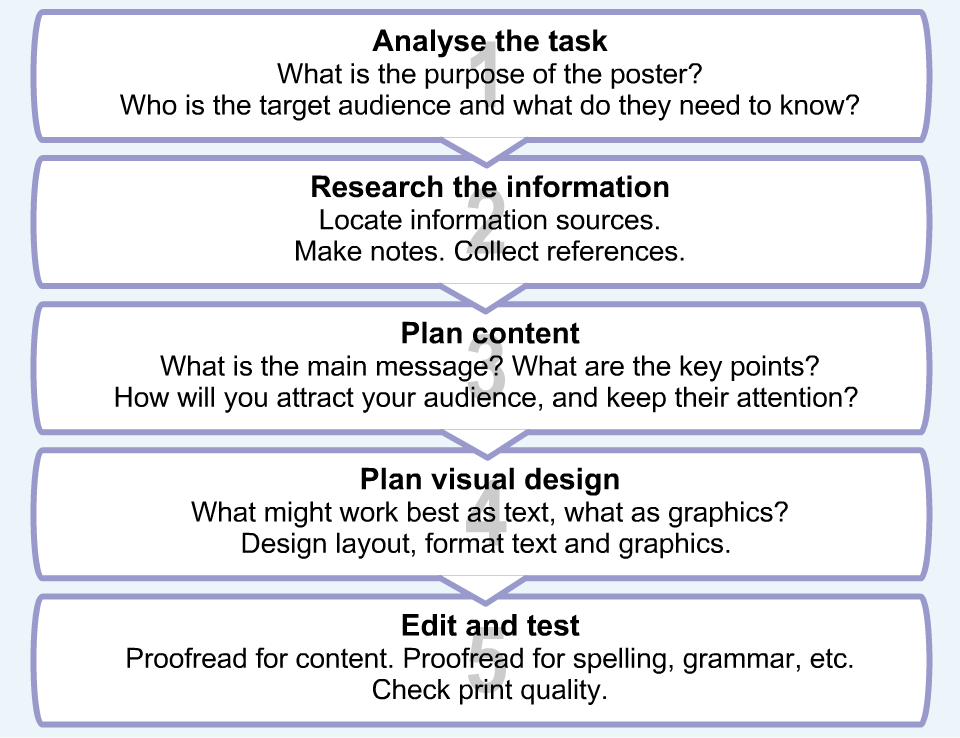 1
Analyse the task
What is the purpose of the poster?
Who is the target audience and what do they need to know?
2
Research the information
Locate information sources.
Make notes. Collect references.
3
Plan content
What is the main message? What are the key points?
How will you attract your audience, and keep their attention?
4
Plan visual design
What might work best as text, what as graphics?
Design layout, format text and graphics.
5
Edit and test
Proofread for content. Proofread for spelling, grammar, etc.
Check print quality.